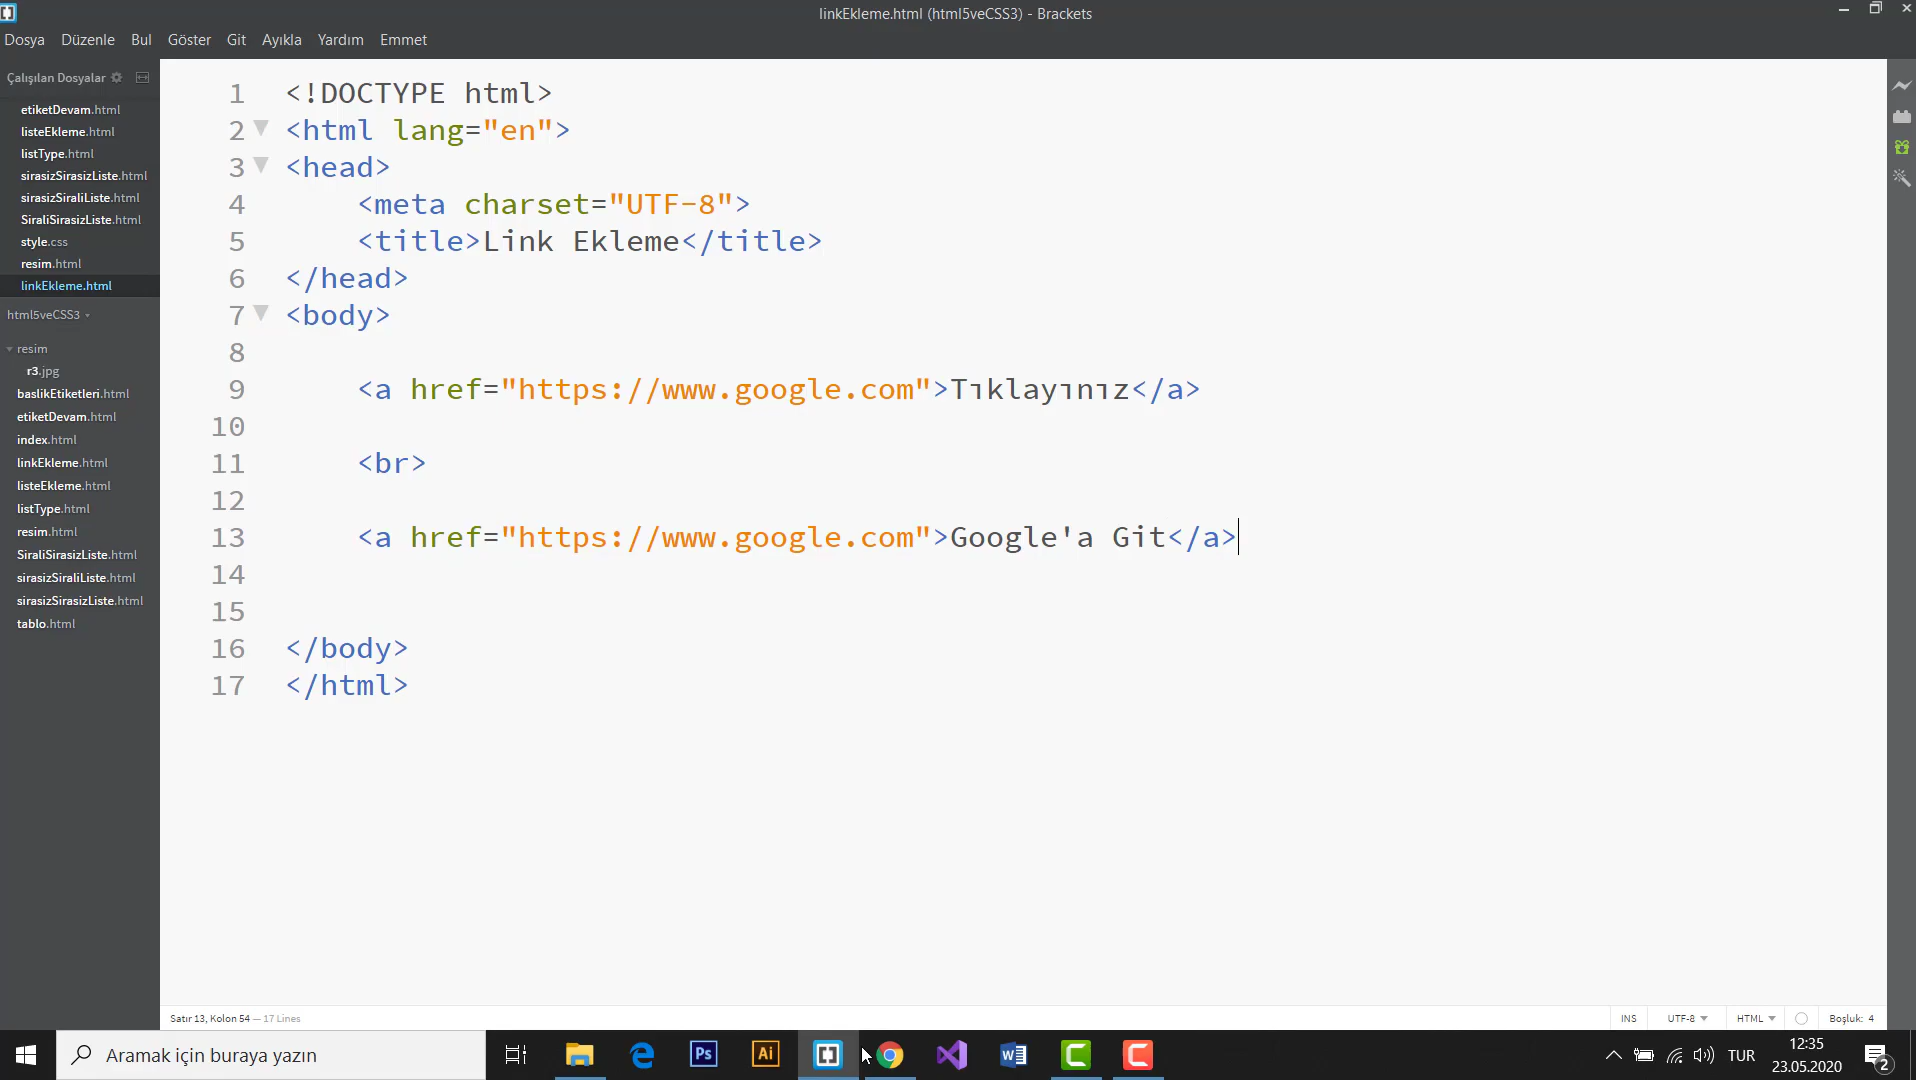 linkEkleme.html (html5veCSS3) - Brackets
Dosya Düzenle Bul Göster Git Ayıkla Yardım Emmet
Çalışılan Dosyalar
etiketDevam.html
listeEkleme.html
listType.html
sirasizSirasizListe.html
sirasizSiraliListe.html
SiraliSirasizListe.html
style.css
resim.html
linkEkleme.html
html5veCSS3
resim
r3.jpg
baslikEtiketleri.html
etiketDevam.html
index.html
linkEkleme.html
listeEkleme.html
listType.html
resim.html
SiraliSirasizListe.html
sirasizSiraliListe.html
sirasizSirasizListe.html
tablo.html
1 <!DOCTYPE html>
2 <html lang="en">
3 <head>
4 <meta charset="UTF-8">
5 <title>Link Ekleme</title>
6 </head>
7 <body>
8
9 <a href="https://www.google.com">Tıklayınız</a>
10
11 <br>
12
13 <a href="https://www.google.com">Google'a Git</a>
14
15
16 </body>
17 </html>
Satır 13, Kolon 54 — 17 Lines
INS UTF-8 HTML Boşluk: 4
Aramak için buraya yazın
Ps
Ai
TUR
12:35
23.05.2020
2